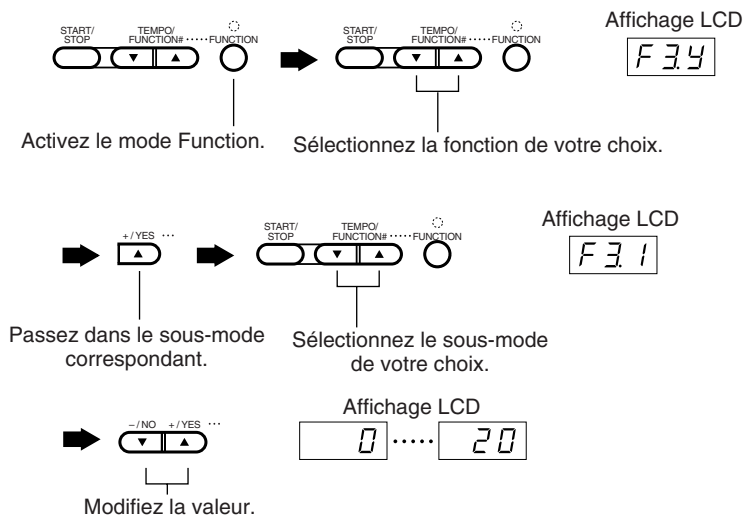 Affichage LCD
START/
STOP
TEMPO/
FUNCTION# ····· FUNCTION
START/
STOP
TEMPO/
FUNCTION# ····· FUNCTION
F 3.Y
Activez le mode Function.
Sélectionnez la fonction de votre choix.
+ / YES ···
START/
STOP
TEMPO/
FUNCTION# ····· FUNCTION
Affichage LCD
F 3. 1
Passez dans le sous-mode
correspondant.
Sélectionnez le sous-mode
de votre choix.
– / NO + / YES ···
Affichage LCD
0 ····· 20
Modifiez la valeur.